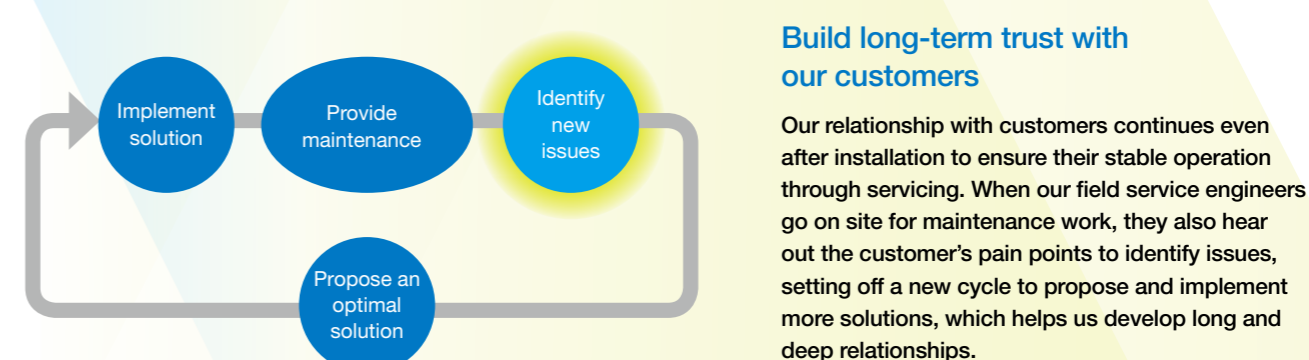 Implement
solution
Provide
maintenance
Identify
new
issues
Propose an
optimal
solution
Build long-term trust with
our customers
Our relationship with customers continues even
after installation to ensure their stable operation
through servicing. When our field service engineers
go on site for maintenance work, they also hear
out the customer’s pain points to identify issues,
setting off a new cycle to propose and implement
more solutions, which helps us develop long and
deep relationships.